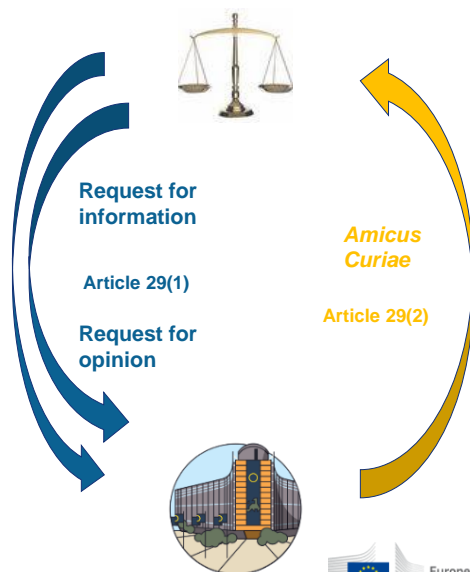 Request for
information
Article 29(1)
Request for
opinion
Amicus
Curiae
Article 29(2)